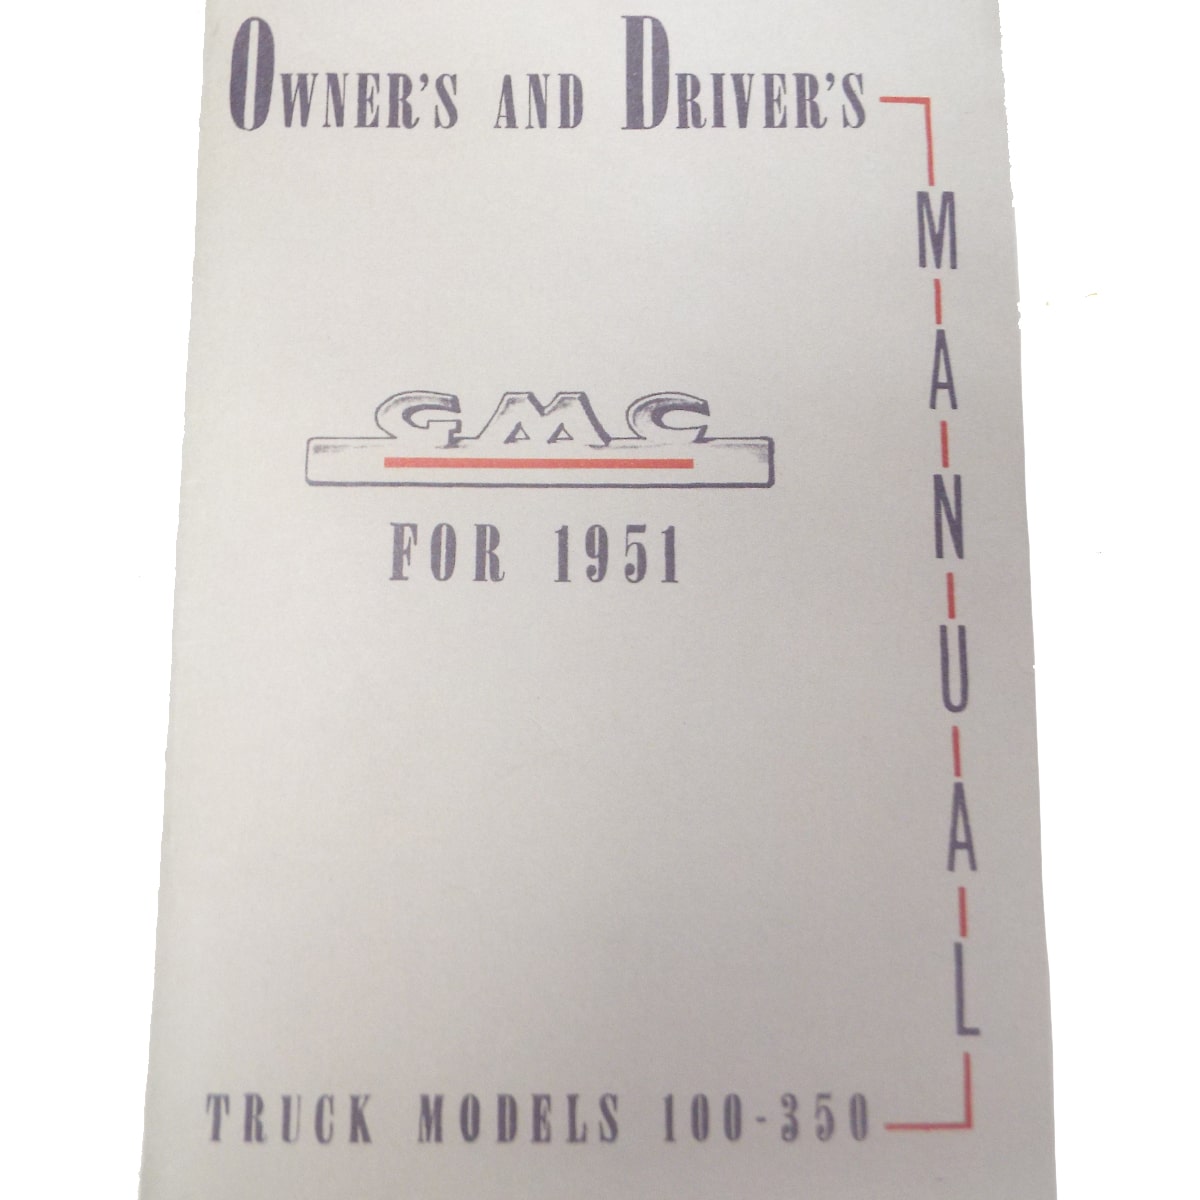 OWNER'S AND DRIVER'S
MANUAL
GMC
FOR 1951
TRUCK MODELS 100-350